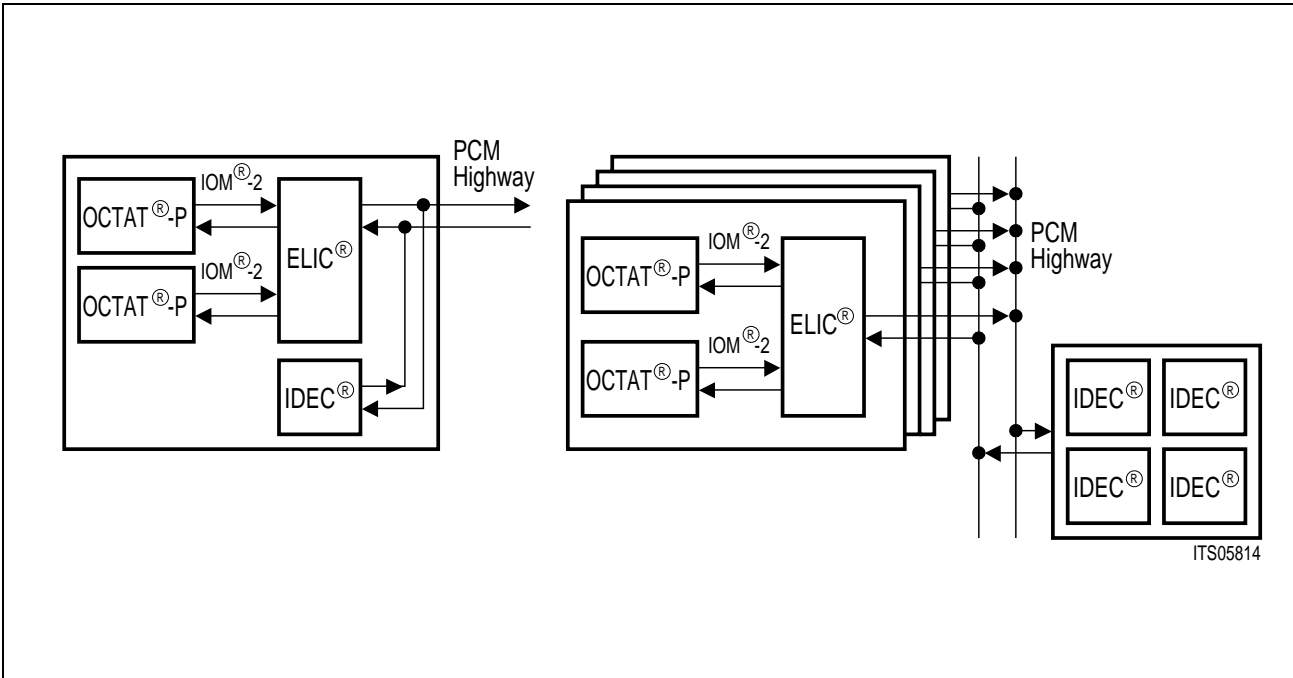 PCM
Highway
IOM®-2
OCTAT®-P
ELIC®
IOM®-2
OCTAT®-P
IDEC®
IOM®-2
OCTAT®-P
ELIC®
IOM®-2
OCTAT®-P
PCM
Highway
IDEC® IDEC®
IDEC® IDEC®
ITS05814